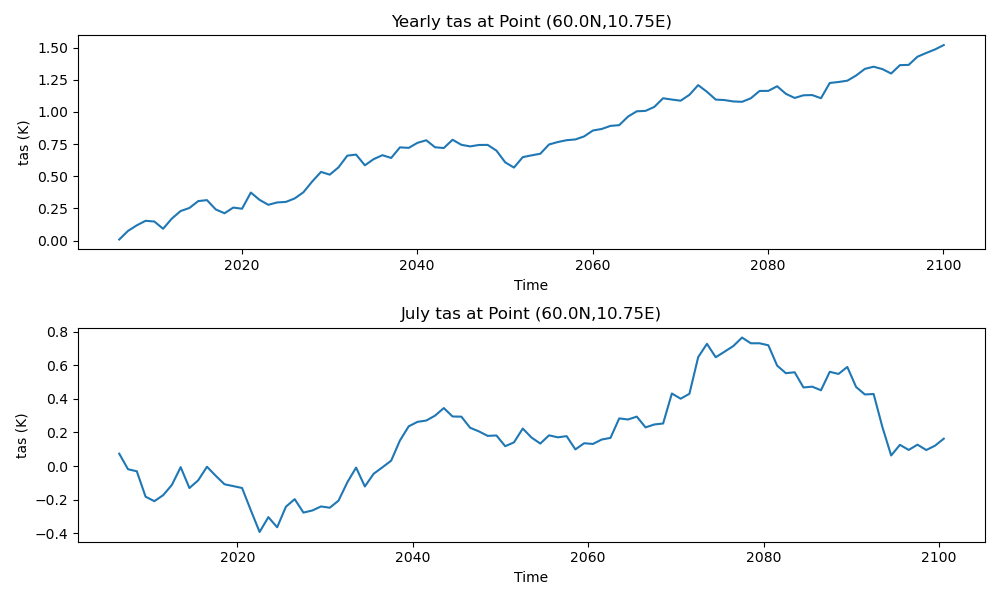 Yearly tas at Point (60.0N,10.75E)
1.50
1.25
1.00
0.75
0.50
0.25
0.00
tas (K)
2020 2040 2060 2080 2100
Time
July tas at Point (60.0N,10.75E)
0.8
0.6
0.4
0.2
0.0
−0.2
−0.4
tas (K)
2020 2040 2060 2080 2100
Time